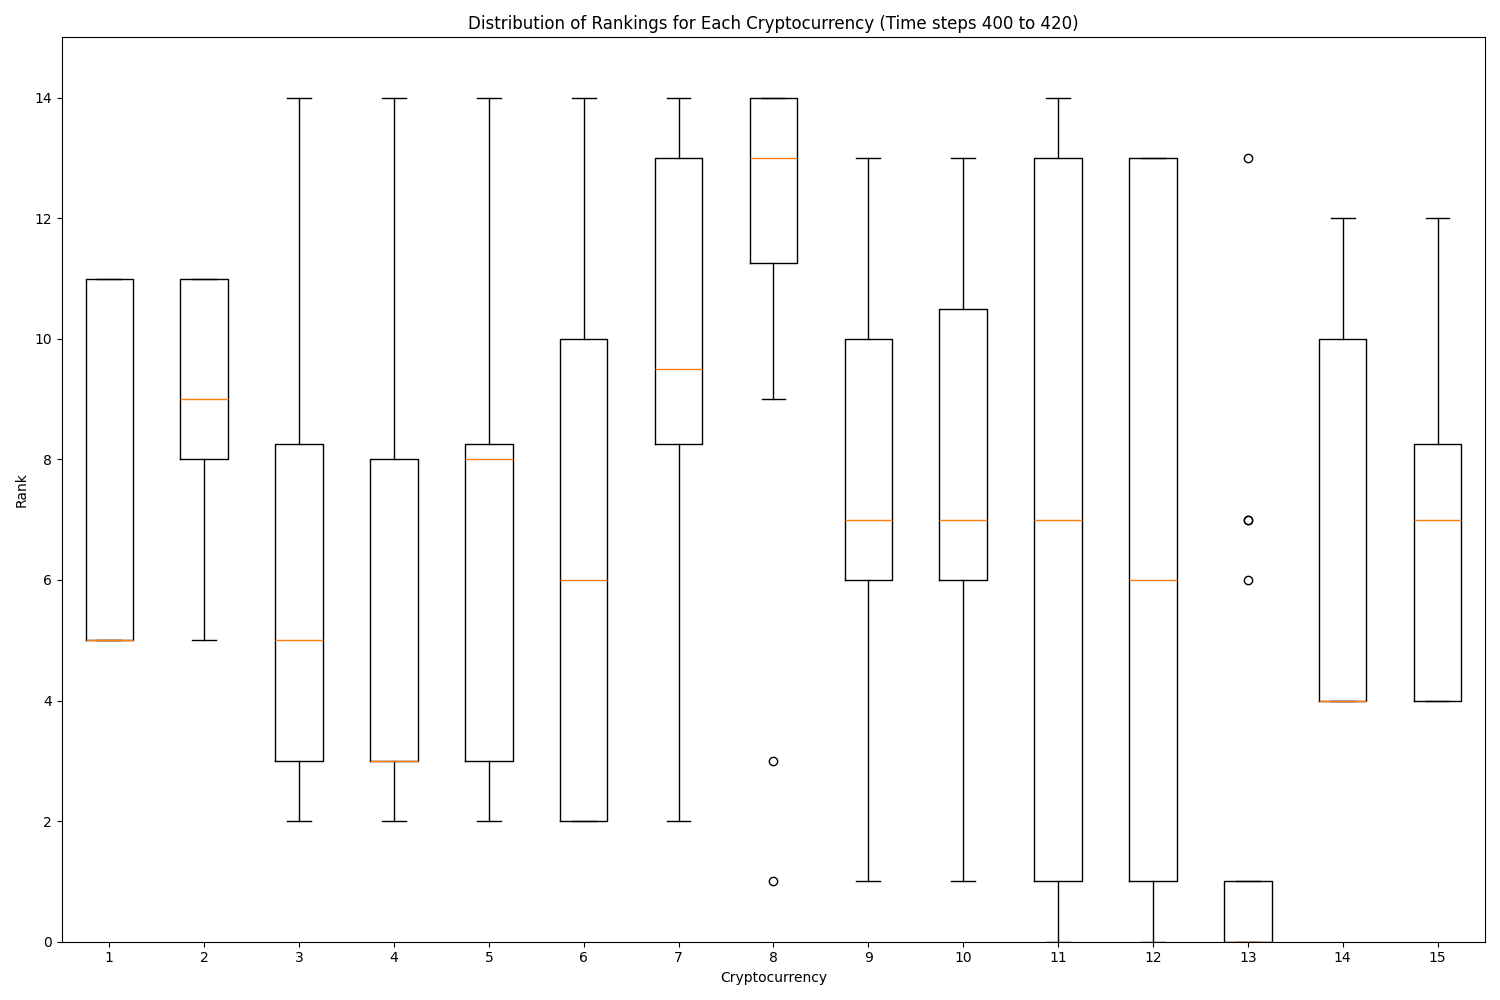 Distribution of Rankings for Each Cryptocurrency (Time steps 400 to 420)
14
12
10
8
6
4
2
0
Rank
1 2 3 4 5 6 7 8 9 10 11 12 13 14 15
Cryptocurrency